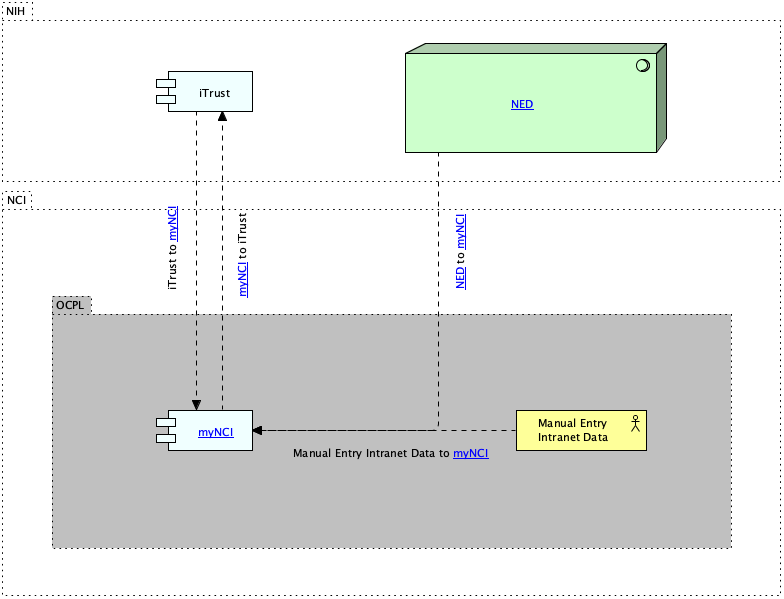 NIH
iTrust
NED
NCI
iTrust to myNCI
myNCI to iTrust
NED to myNCI
OCPL
myNCI
Manual Entry
Intranet Data
Manual Entry Intranet Data to myNCI